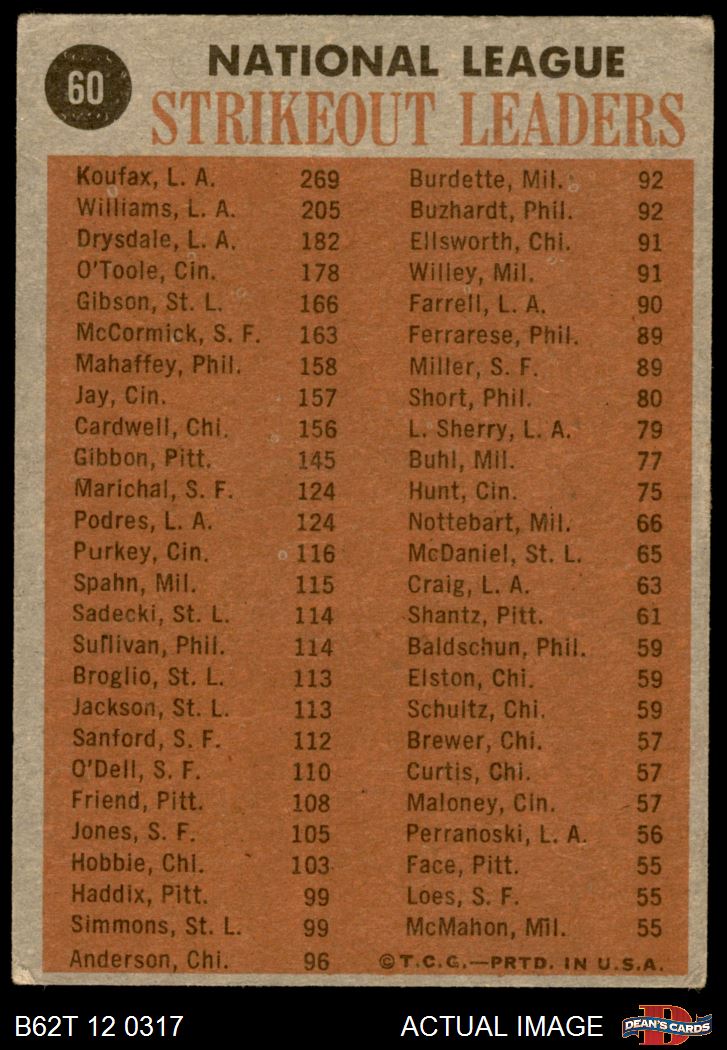 60
NATIONAL LEAGUE
STRIKEOUT LEADERS
Koufax, L. A. 269
Williams, L. A. 205
Drysdale, L. A. 182
O'Toole, Cin. 178
Gibson, St. L. 166
McCormick, S. F. 163
Mahaffey, Phil. 158
Jay, Cin. 157
Cardwell, Chi. 156
Gibbon, Pitt. 145
Marichal, S. F. 124
Podres, L. A. 124
Purkey, Cin. 116
Spahn, Mil. 115
Sadecki, St. L. 114
Sullivan, Phil. 114
Broglio, St. L. 113
Jackson, St. L. 113
Sanford, S. F. 112
O'Dell, S. F. 110
Friend, Pitt. 108
Jones, S. F. 105
Hobbie, Chi. 103
Haddix, Pitt. 99
Simmons, St. L. 99
Anderson, Chi. 96
Burdette, Mil. 92
Buzhardt, Phil. 92
Ellsworth, Chi. 91
Willey, Mil. 91
Farrell, L. A. 90
Ferrarese, Phil. 89
Miller, S. F. 89
Short, Phil. 80
L. Sherry, L. A. 79
Buhl, Mil. 77
Hunt, Cin. 75
Nottebart, Mil. 66
McDaniel, St. L. 65
Craig, L. A. 63
Shantz, Pitt. 61
Baldschun, Phil. 59
Elston, Chi. 59
Schultz, Chi. 59
Brewer, Chi. 57
Curtis, Chi. 57
Maloney, Cin. 57
Perranoski, L. A. 56
Face, Pitt. 55
Loes, S. F. 55
McMahon, Mil. 55
©T.C.G.—PRTD. IN U.S.A.
B62T 12 0317
ACTUAL IMAGE
D
DEAN'S CARDS